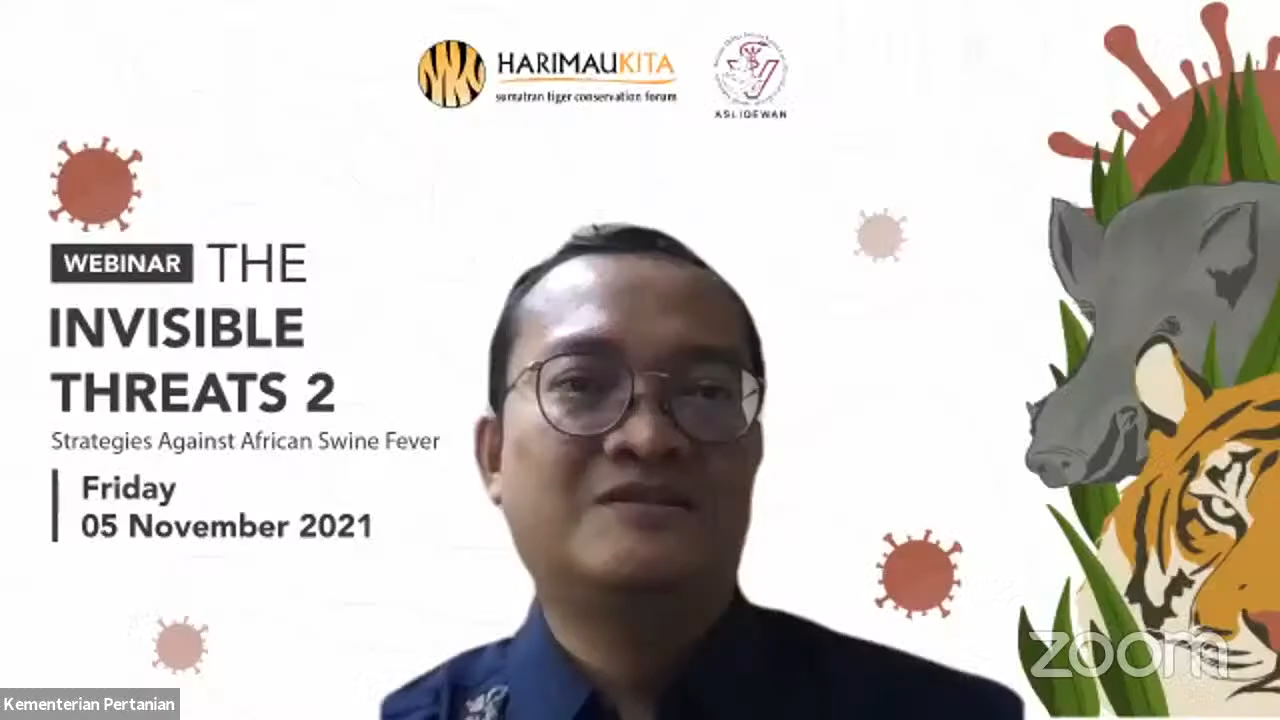 HARIMAUKITA
sumatran tiger conservation forum
ASLIQEWAN
WEBINAR THE
INVISIBLE
THREATS 2
Strategies Against African Swine Fever
Friday
05 November 2021
zoom
Kementerian Pertanian